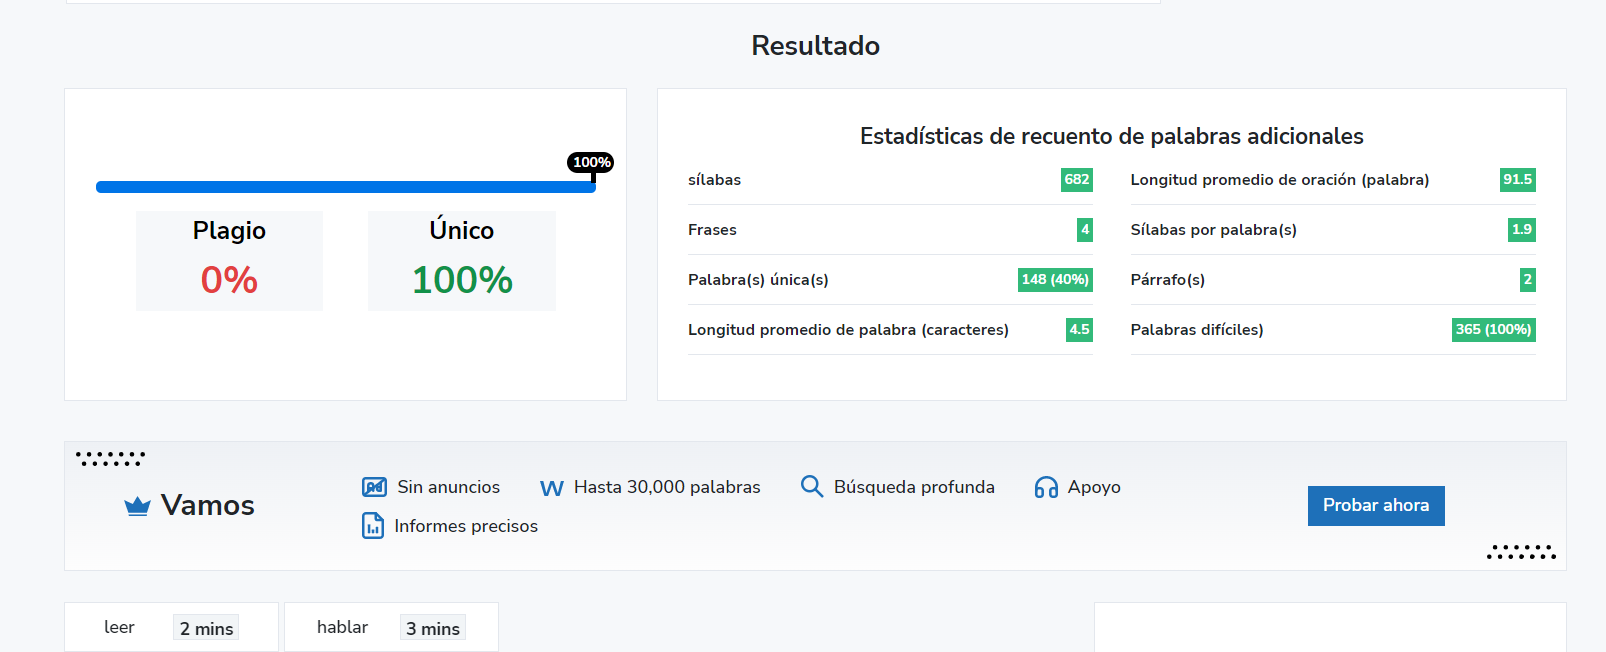 Resultado
100%
Plagio
0%
Único
100%
Estadísticas de recuento de palabras adicionales
sílabas 682
Longitud promedio de oración (palabra) 91.5
Frases 4
Sílabas por palabra(s) 1.9
Palabra(s) única(s) 148 (40%)
Párrafo(s) 2
Longitud promedio de palabra (caracteres) 4.5
Palabras difíciles) 365 (100%)
Vamos
Ad Sin anuncios
W Hasta 30,000 palabras
Búsqueda profunda
Apoyo
Informes precisos
Probar ahora
leer 2 mins
hablar 3 mins